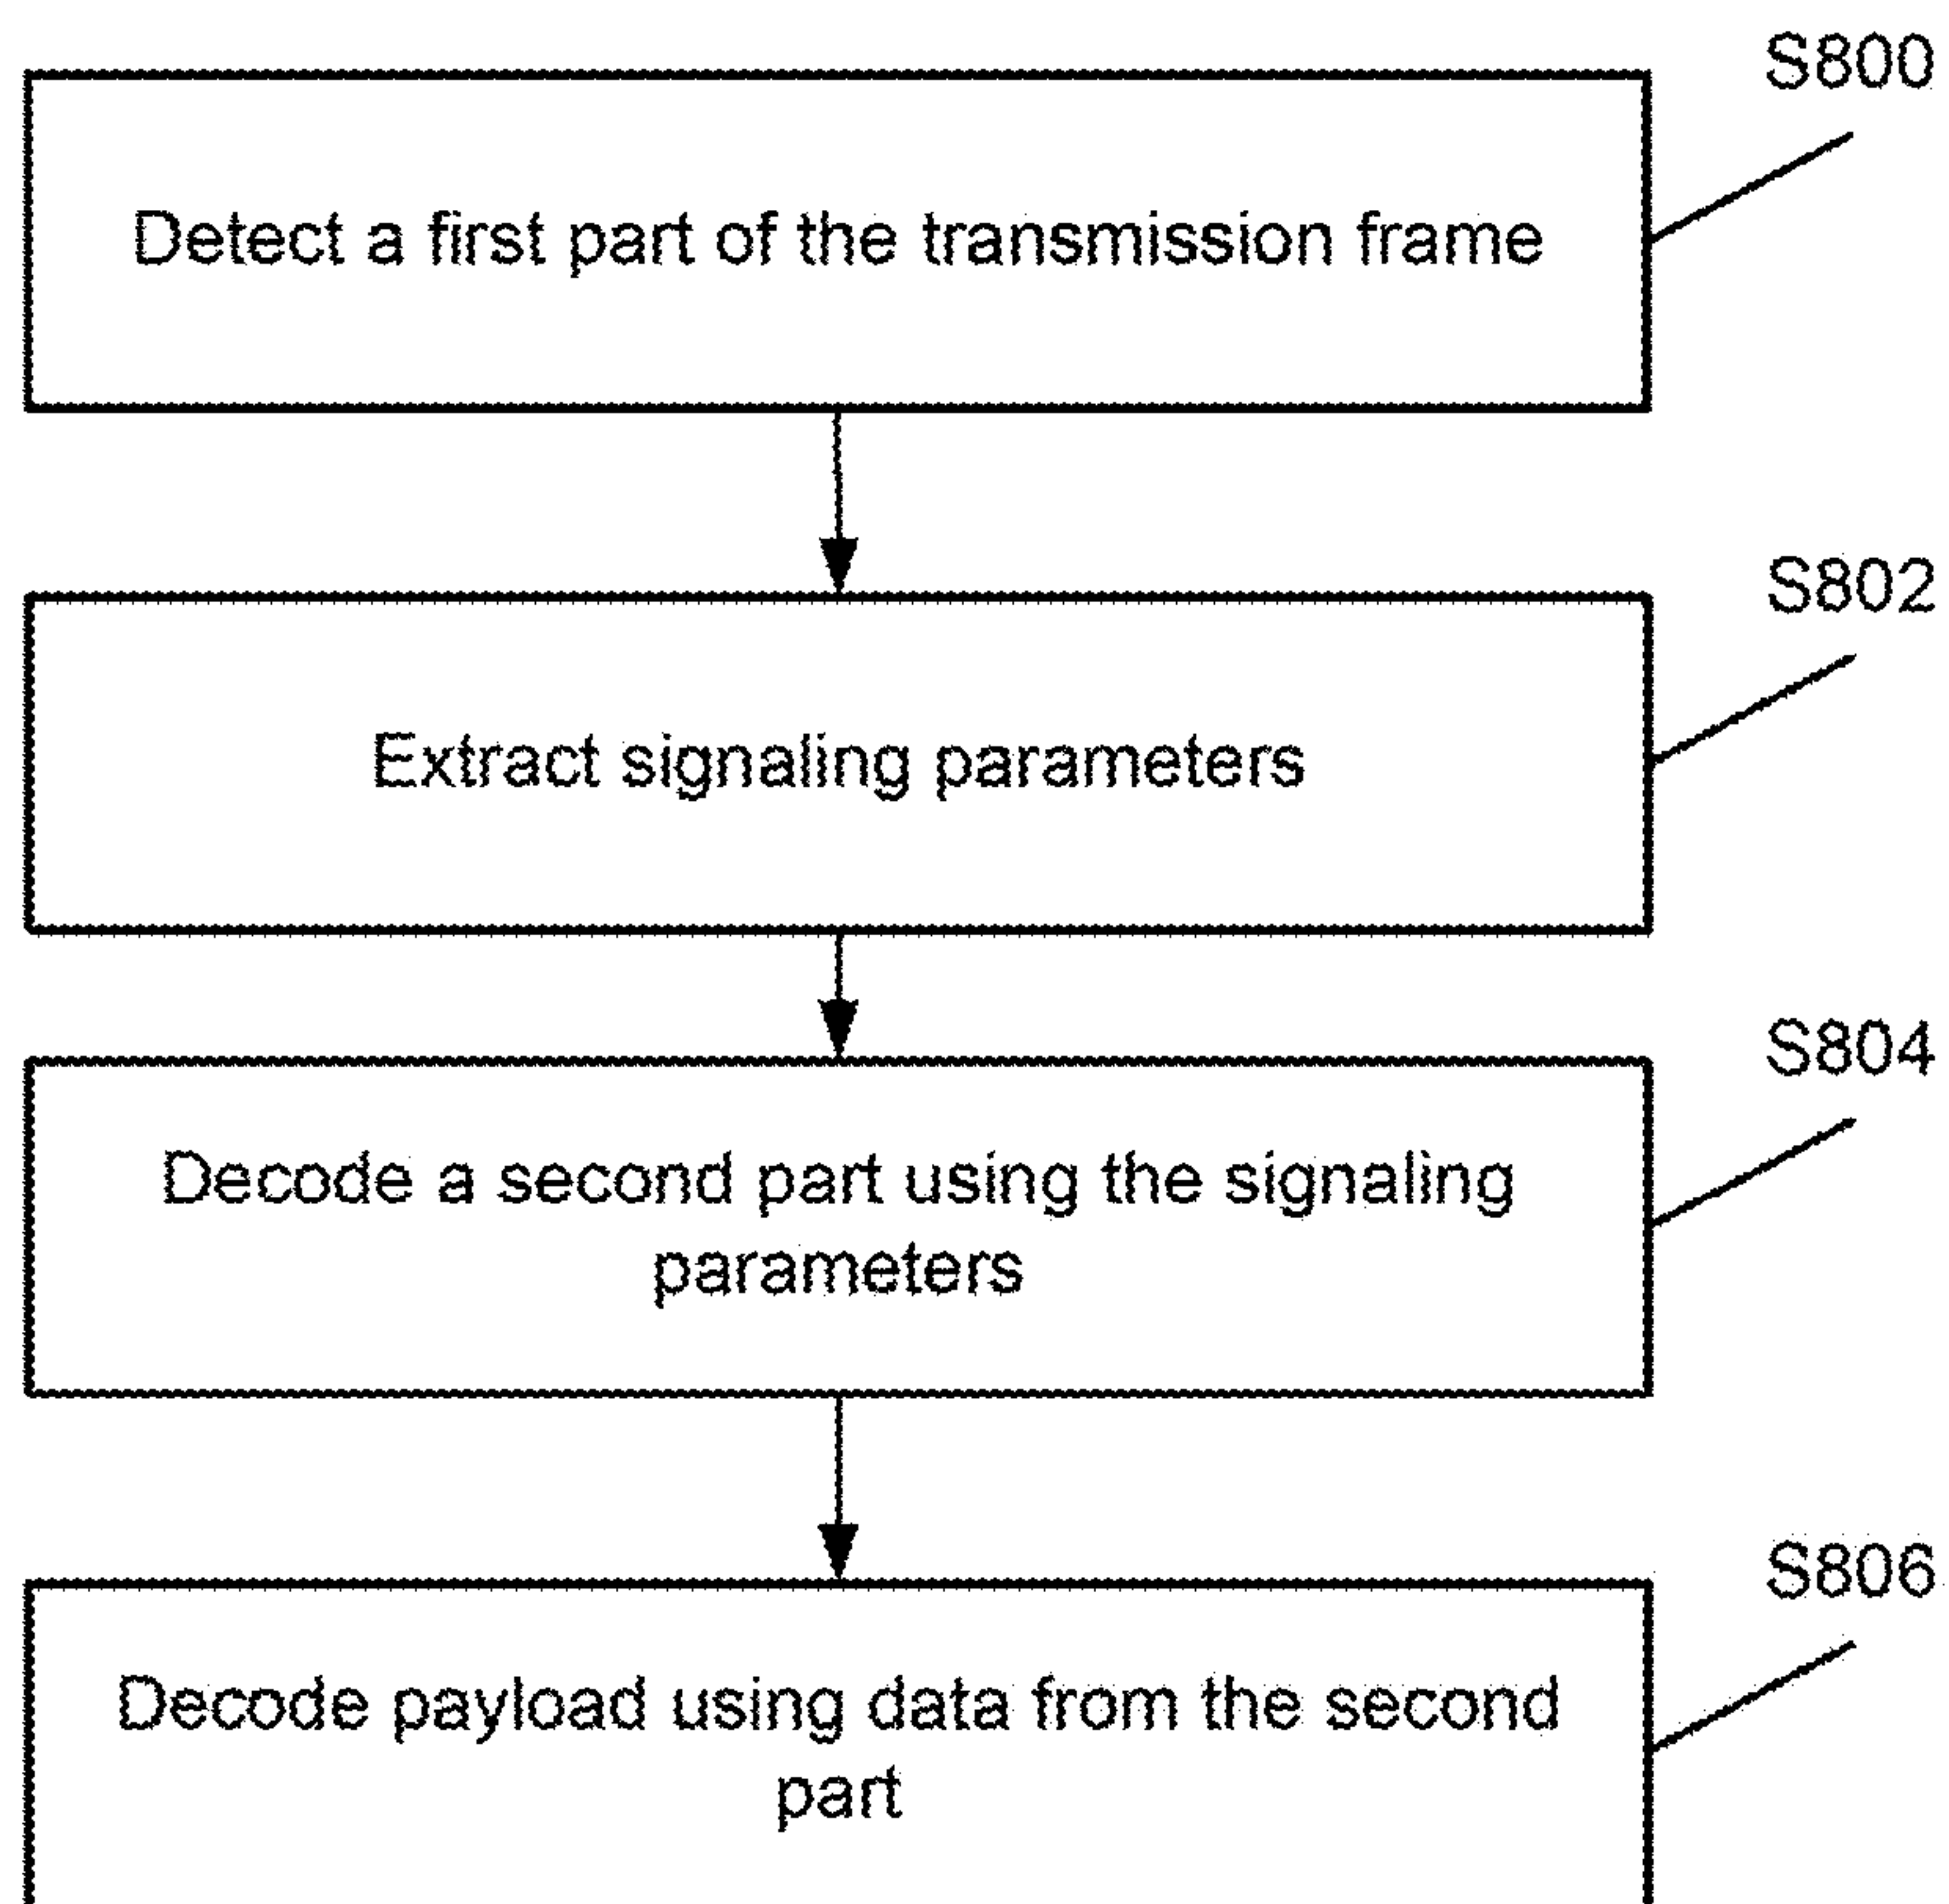 S800
Detect a first part of the transmission frame
S802
Extract signaling parameters
S804
Decode a second part using the signaling
parameters
S806
Decode payload using data from the second
part